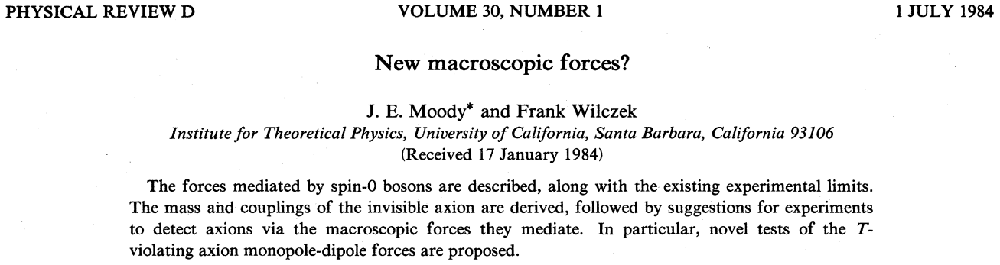 PHYSICAL REVIEW D VOLUME 30, NUMBER 1 1 JULY 1984
New macroscopic forces?
J. E. Moody* and Frank Wilczek
Institute for Theoretical Physics, University of California, Santa Barbara, California 93106
(Received 17 January 1984)
The forces mediated by spin-0 bosons are described, along with the existing experimental limits.
The mass and couplings of the invisible axion are derived, followed by suggestions for experiments
to detect axions via the macroscopic forces they mediate. In particular, novel tests of the T-
violating axion monopole-dipole forces are proposed.